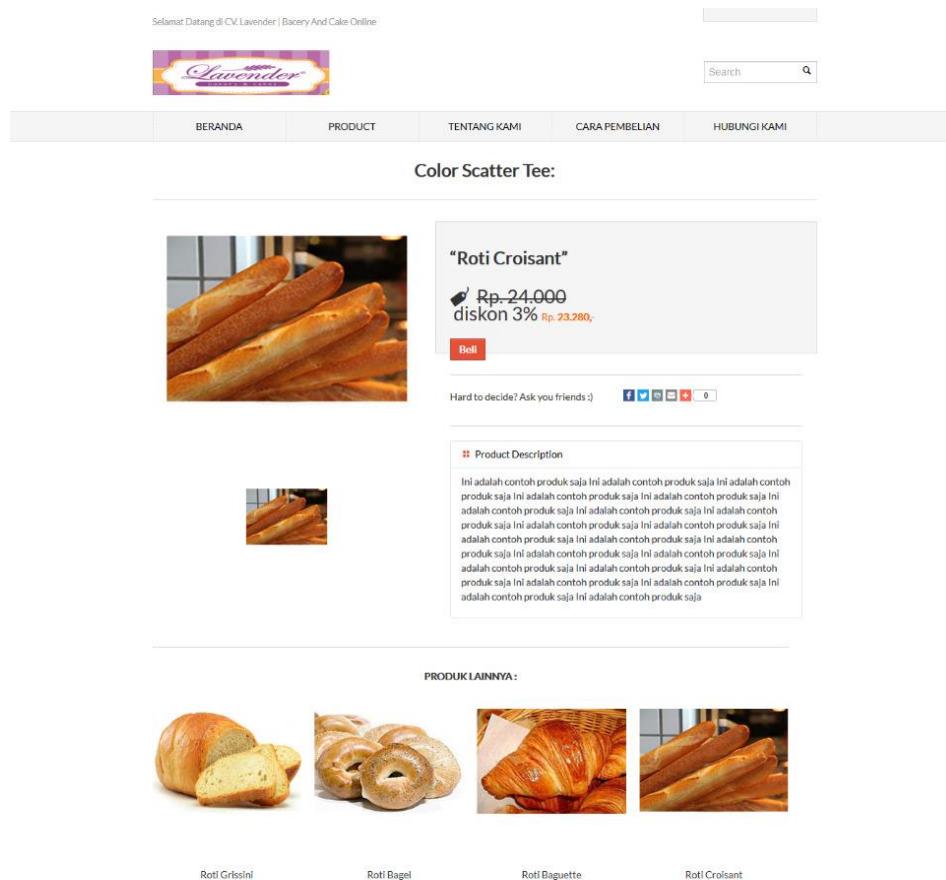 Selamat Datang di CV. Lavender | Bacery And Cake Online
Lavender
Search
BERANDA PRODUCT TENTANG KAMI CARA PEMBELIAN HUBUNGI KAMI
Color Scatter Tee:
“Roti Croisant”
Rp. 24.000
diskon 3% Rp. 23.280,-
Beli
Hard to decide? Ask you friends :)
0
Product Description
Ini adalah contoh produk saja Ini adalah contoh produk saja Ini adalah contoh
produk saja Ini adalah contoh produk saja Ini adalah contoh produk saja Ini
adalah contoh produk saja Ini adalah contoh produk saja Ini adalah contoh
produk saja Ini adalah contoh produk saja Ini adalah contoh produk saja Ini
adalah contoh produk saja Ini adalah contoh produk saja Ini adalah contoh
produk saja Ini adalah contoh produk saja Ini adalah contoh produk saja Ini
adalah contoh produk saja Ini adalah contoh produk saja Ini adalah contoh
produk saja Ini adalah contoh produk saja Ini adalah contoh produk saja Ini
adalah contoh produk saja Ini adalah contoh produk saja
PRODUK LAINNYA :
Roti Grissini Roti Bagel Roti Baguette Roti Croisant